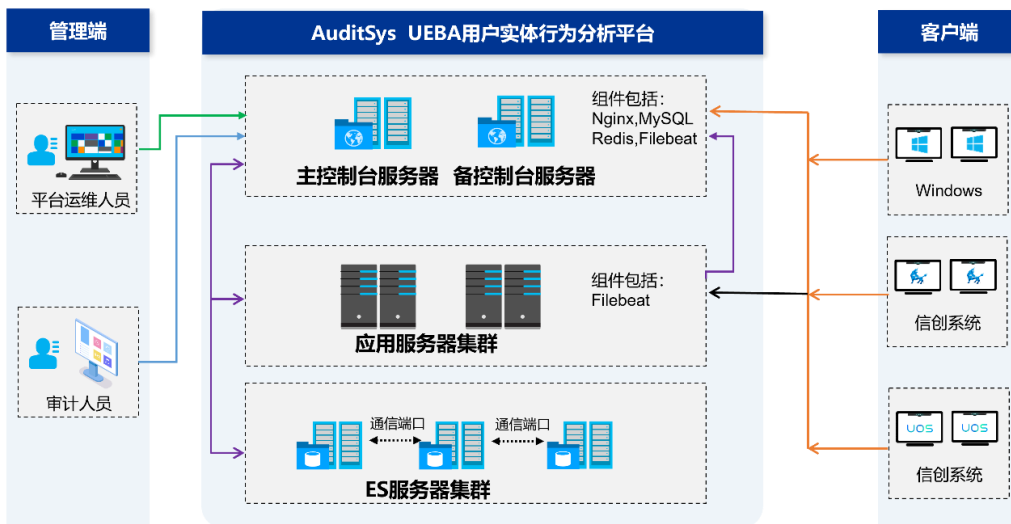 管理端
平台运维人员
审计人员
AuditSys UEBA用户实体行为分析平台
组件包括：
Nginx,MySQL
Redis,Filebeat
主控制台服务器 备控制台服务器
组件包括：
Filebeat
应用服务器集群
通信端口 通信端口
ES服务器集群
客户端
Windows
信创系统
UOS UOS
信创系统